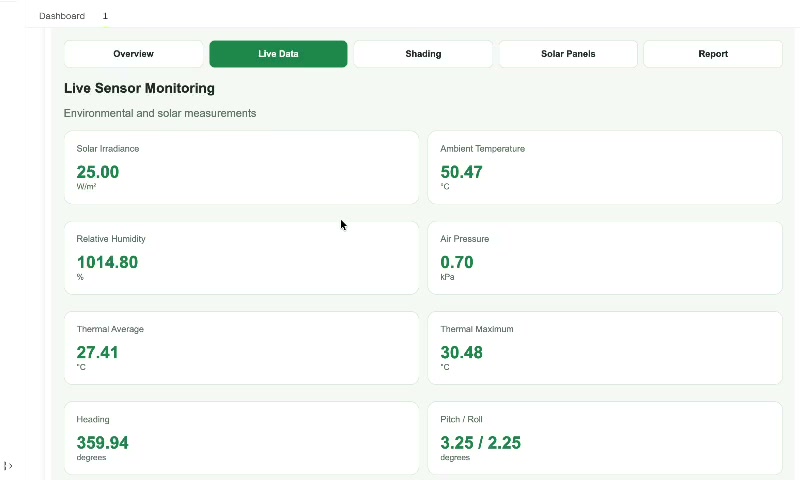 Dashboard 1
Overview Live Data Shading Solar Panels Report
Live Sensor Monitoring
Environmental and solar measurements
Solar Irradiance
25.00
W/m²
Ambient Temperature
50.47
°C
Relative Humidity
1014.80
%
Air Pressure
0.70
kPa
Thermal Average
27.41
°C
Thermal Maximum
30.48
°C
Heading
359.94
degrees
Pitch / Roll
3.25 / 2.25
degrees